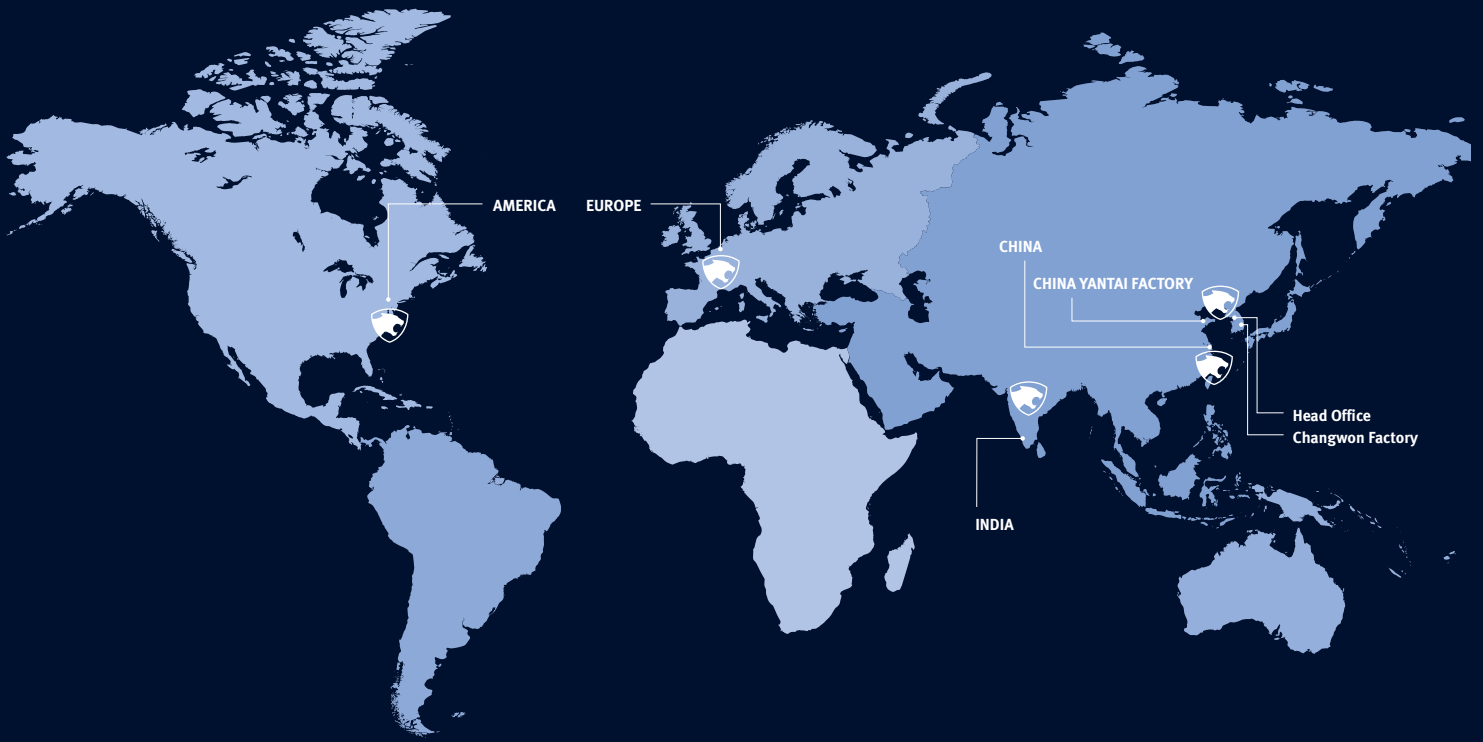 AMERICA
EUROPE
CHINA
CHINA YANTAI FACTORY
Head Office
Changwon Factory
INDIA